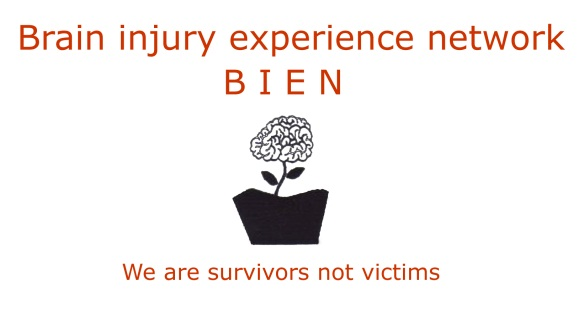 Brain injury experience network
B I E N
We are survivors not victims